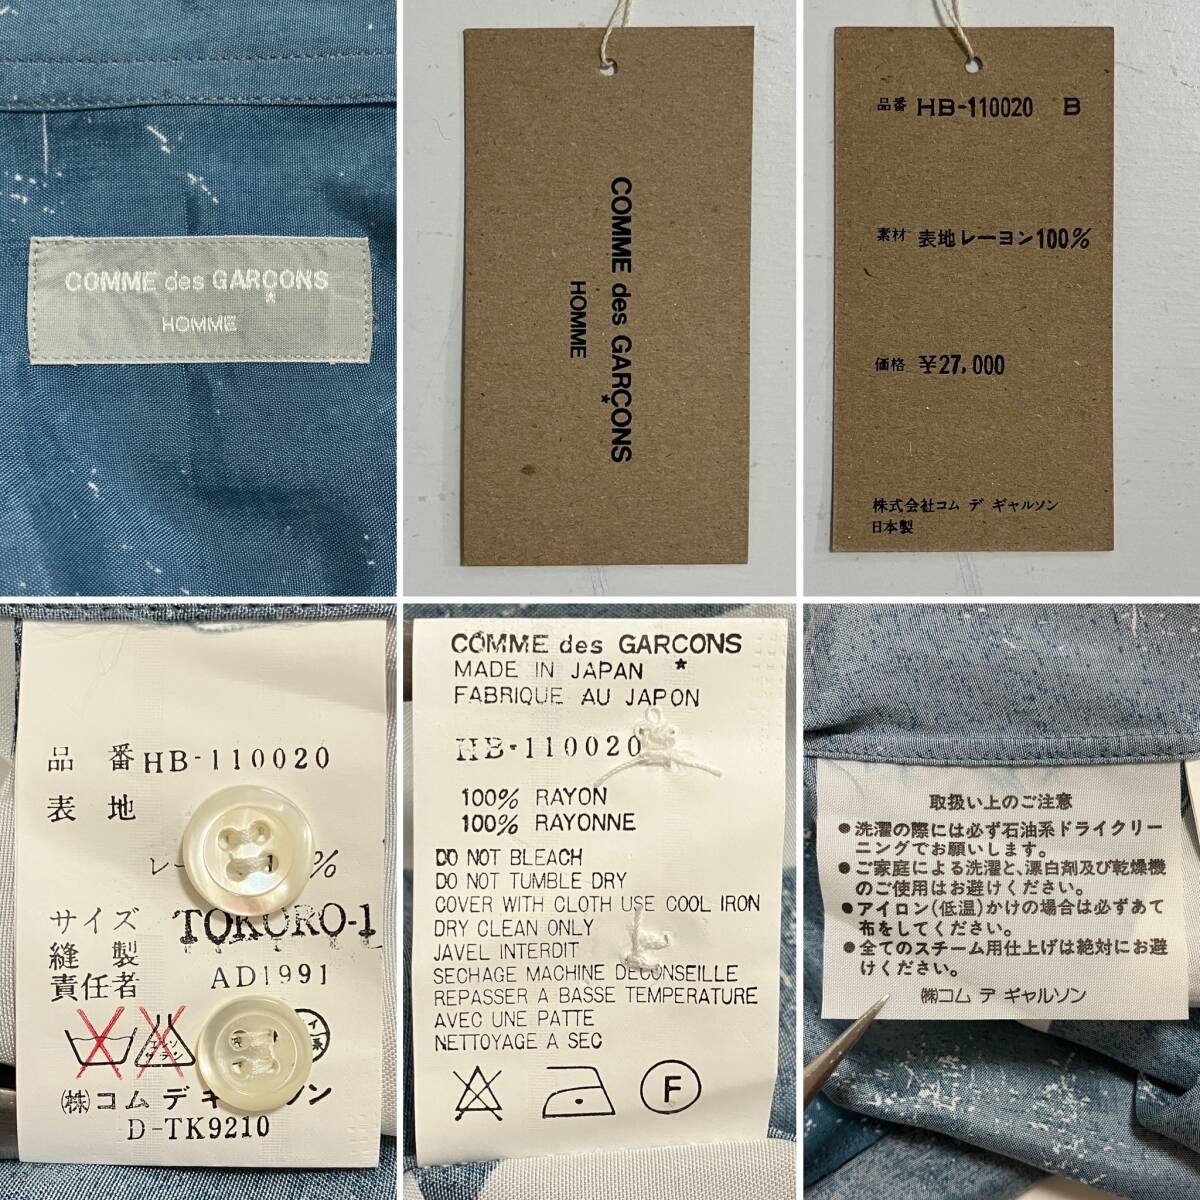 COMME des GARÇONS
*
HOMME
COMME des GARÇONS
*
HOMME
品番 HB-110020 B
素材 表地レーヨン100%
価格 ¥27,000
株式会社コム デ ギャルソン
日本製
品 番 HB-110020
表 地
レー %
サイズ TOKORO-1
縫製
責任者 AD1991
㈱コム デ ギ ルソン
D-TK9210
COMME des GARCONS
*
MADE IN JAPAN
FABRIQUE AU JAPON
HB-110020
100% RAYON
100% RAYONNE
DO NOT BLEACH
DO NOT TUMBLE DRY
COVER WITH CLOTH USE COOL IRON
DRY CLEAN ONLY
JAVEL INTERDIT
SECHAGE MACHINE DECONSEILLE
REPASSER A BASSE TEMPERATURE
AVEC UNE PATTE
NETTOYAGE A SEC
F
取扱い上のご注意
●洗濯の際には必ず石油系ドライクリー
ニングでお願いします。
●ご家庭による洗濯と、漂白剤及び乾燥機
のご使用はお避けください。
●アイロン(低温)かけの場合は必ずあて
布をしてください。
●全てのスチーム用仕上げは絶対にお避
けください。
㈱コム デ ギャルソン